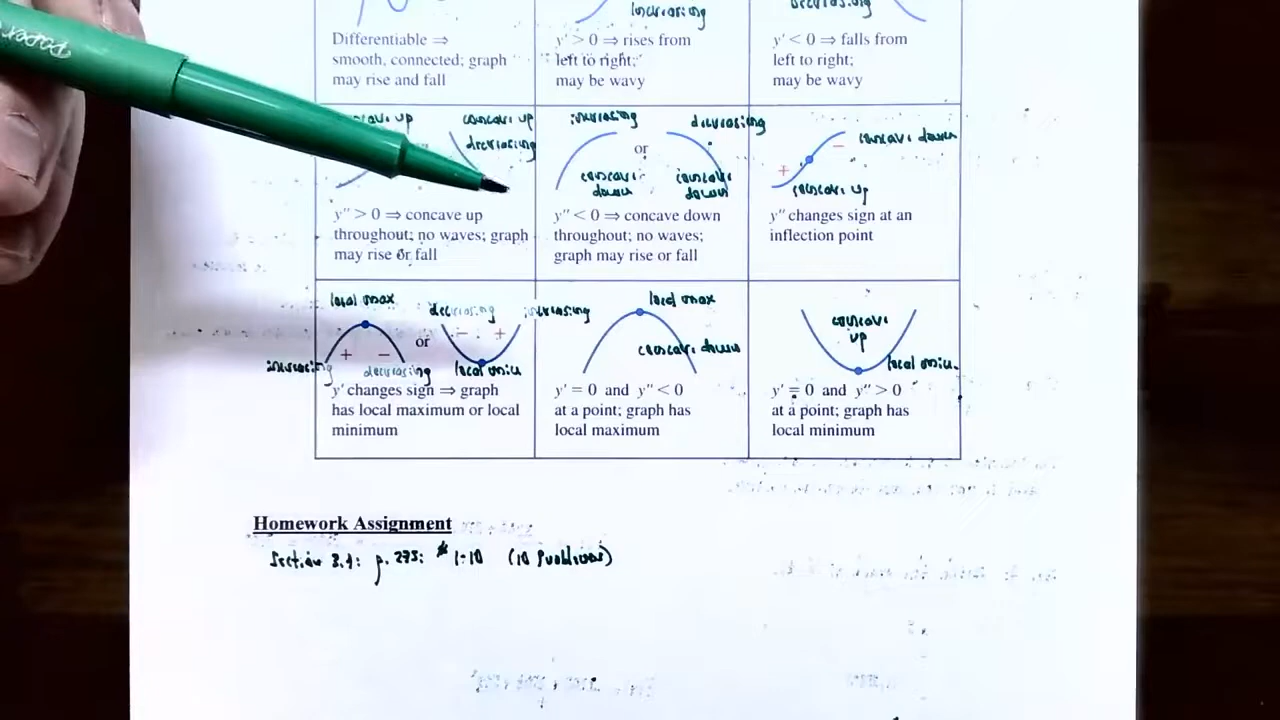 Paper
increasing
decreasing
Differentiable ⇒
smooth, connected; graph
may rise and fall
y′ > 0 ⇒ rises from
left to right;
may be wavy
y′ < 0 ⇒ falls from
left to right;
may be wavy
concave up
decreasing
y″ > 0 ⇒ concave up
throughout; no waves; graph
may rise or fall
increasing
decreasing
or
concave down
concave down
y″ < 0 ⇒ concave down
throughout; no waves;
graph may rise or fall
concave down
+ −
concave up
y″ changes sign at an
inflection point
local max
decreasing increasing
or
+ − − +
increasing decreasing local min
y′ changes sign ⇒ graph
has local maximum or local
minimum
local max
concave down
y′ = 0 and y″ < 0
at a point; graph has
local maximum
concave
up
local min.
y′ = 0 and y″ > 0
at a point; graph has
local minimum
Homework Assignment
p. 273: # 1-10 (10 Problems)